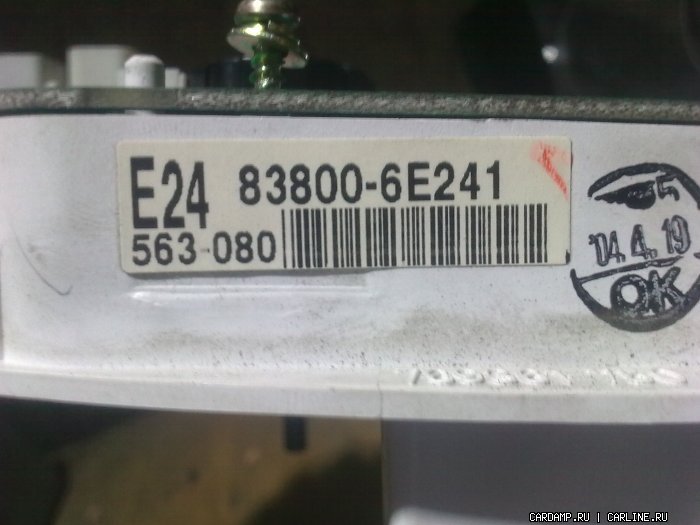 E24 83800-6E241
563-080
'04.4.19
OK
CARDAMP.RU | CARLINE.RU